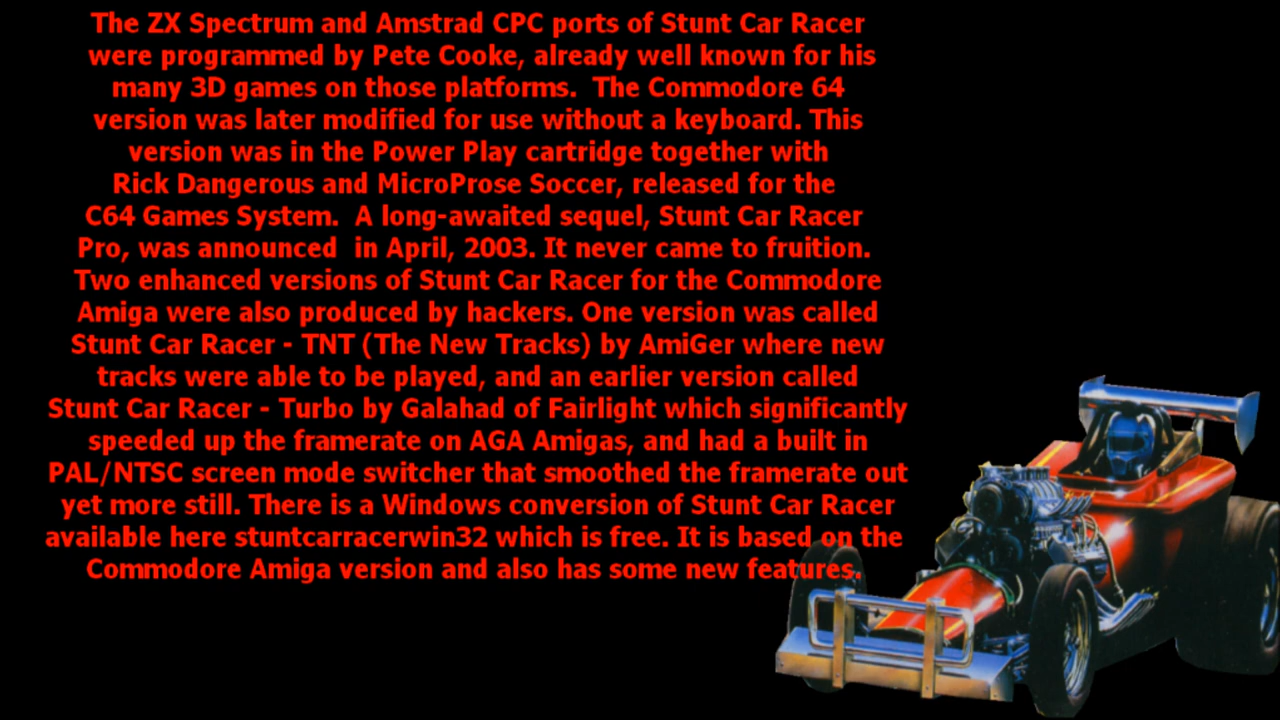 The ZX Spectrum and Amstrad CPC ports of Stunt Car Racer
were programmed by Pete Cooke, already well known for his
many 3D games on those platforms.  The Commodore 64
version was later modified for use without a keyboard. This
version was in the Power Play cartridge together with
Rick Dangerous and MicroProse Soccer, released for the
C64 Games System.  A long-awaited sequel, Stunt Car Racer
Pro, was announced  in April, 2003. It never came to fruition.
Two enhanced versions of Stunt Car Racer for the Commodore
Amiga were also produced by hackers. One version was called
Stunt Car Racer - TNT (The New Tracks) by AmiGer where new
tracks were able to be played, and an earlier version called
Stunt Car Racer - Turbo by Galahad of Fairlight which significantly
speeded up the framerate on AGA Amigas, and had a built in
PAL/NTSC screen mode switcher that smoothed the framerate out
yet more still. There is a Windows conversion of Stunt Car Racer
available here stuntcarracerwin32 which is free. It is based on the
Commodore Amiga version and also has some new features.